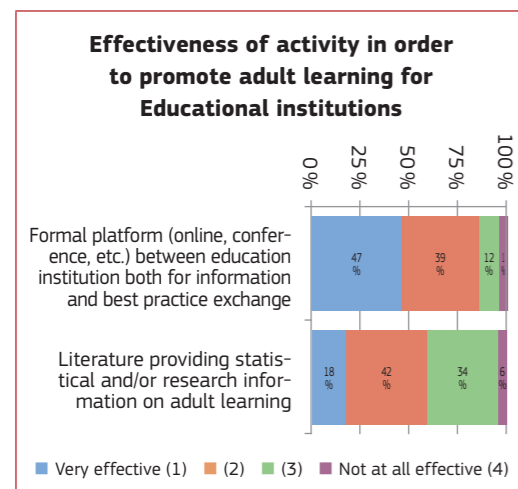 Effectiveness of activity in order
to promote adult learning for
Educational institutions
0%
25%
50%
75%
100%
Formal platform (online, confer-
ence, etc.) between education
institution both for information
and best practice exchange
47
%
39
%
12
%
1
%
Literature providing statis-
tical and/or research infor-
mation on adult learning
18
%
42
%
34
%
6
%
Very effective (1) (2) (3) Not at all effective (4)